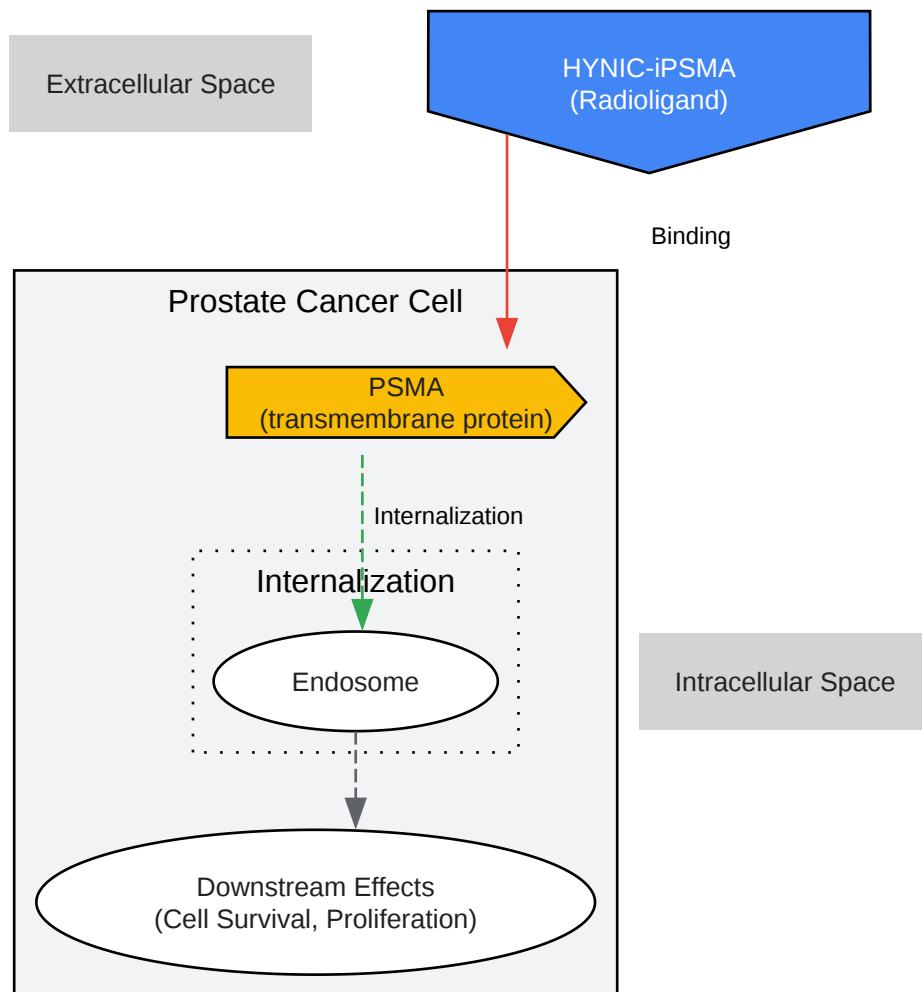 Extracellular Space
HYNIC-iPSMA
(Radioligand)
Binding
Prostate Cancer Cell
PSMA
(transmembrane protein)
Internalization
Internalization
Endosome
Intracellular Space
Downstream Effects
(Cell Survival, Proliferation)